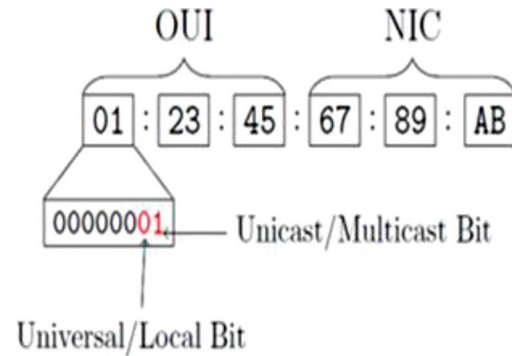 OUI NIC
01 : 23 : 45 : 67 : 89 : AB
00000001 Unicast/Multicast Bit
Universal/Local Bit